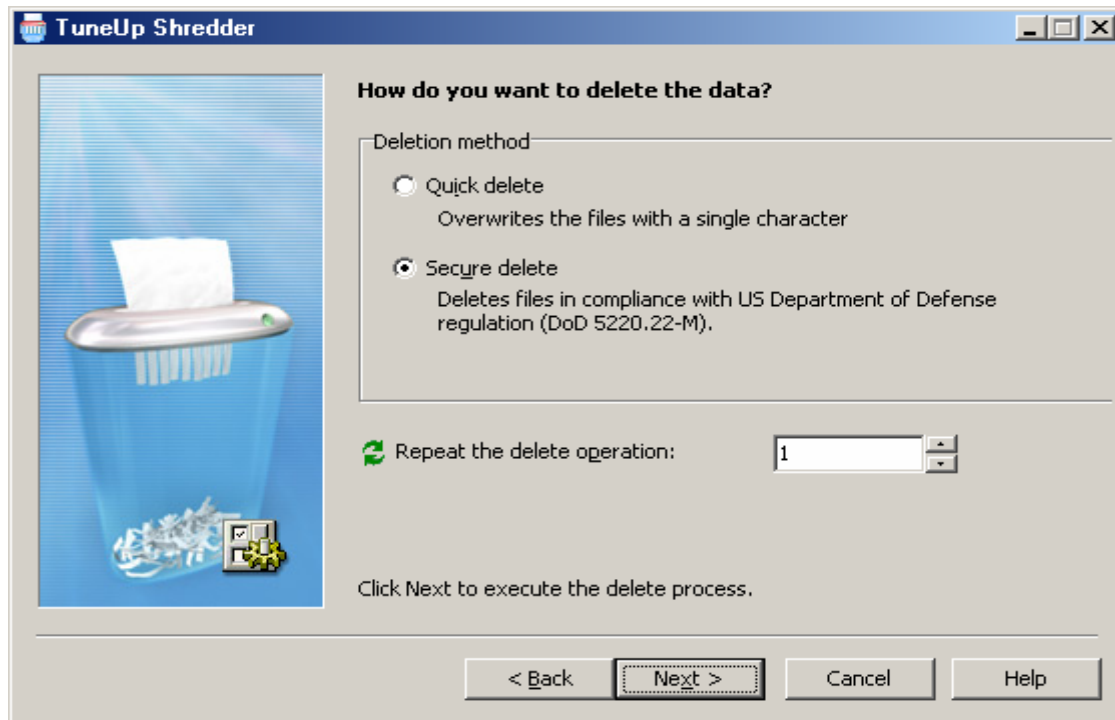 TuneUp Shredder
How do you want to delete the data?
Deletion method
Quick delete
Overwrites the files with a single character
Secure delete
Deletes files in compliance with US Department of Defense
regulation (DoD 5220.22-M).
Repeat the delete operation:
1
Click Next to execute the delete process.
< Back
Next >
Cancel
Help